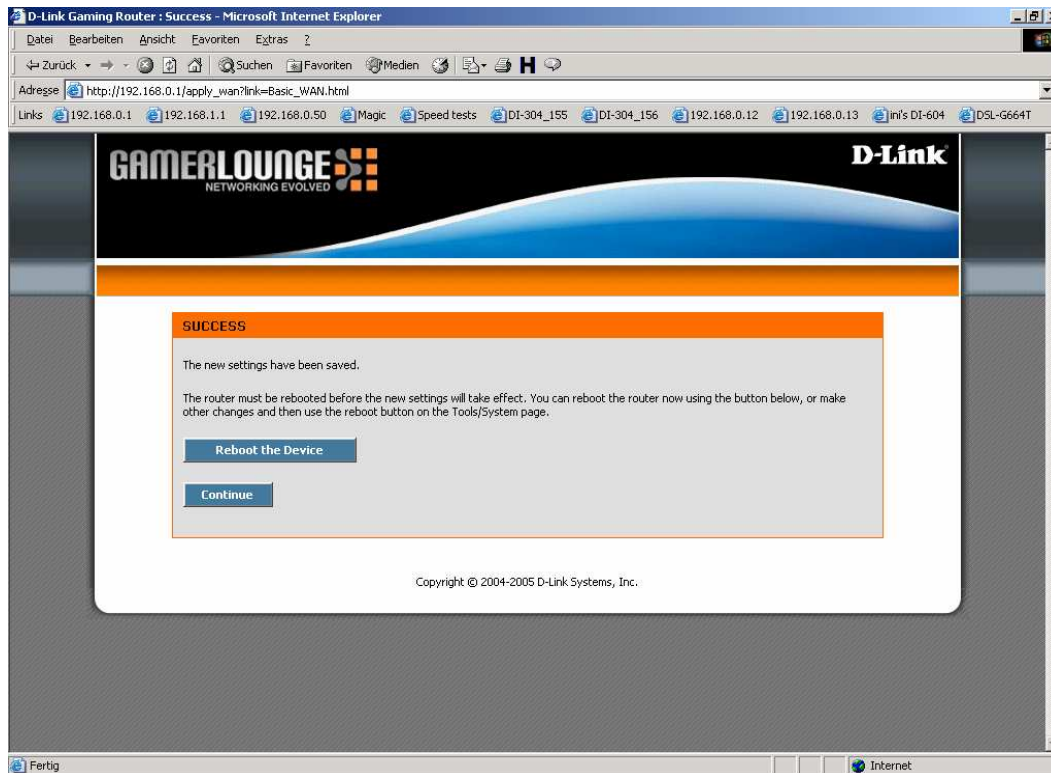 D-Link Gaming Router : Success - Microsoft Internet Explorer
Datei Bearbeiten Ansicht Favoriten Extras ?
Zurück Suchen Favoriten Medien H
Adresse http://192.168.0.1/apply_wan?link=Basic_WAN.html
Links 192.168.0.1 192.168.1.1 192.168.0.50 Magic Speed tests DI-304_155 DI-304_156 192.168.0.12 192.168.0.13 ini's DI-604 DSL-G664T
GAMERLOUNGE
NETWORKING EVOLVED
D-Link
SUCCESS
The new settings have been saved.
The router must be rebooted before the new settings will take effect. You can reboot the router now using the button below, or make
other changes and then use the reboot button on the Tools/System page.
Reboot the Device
Continue
Copyright © 2004-2005 D-Link Systems, Inc.
Fertig Internet